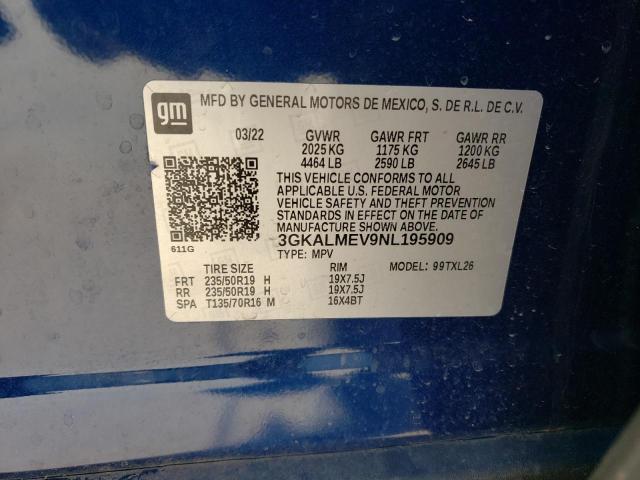 gm
MFD BY GENERAL MOTORS DE MEXICO, S. DE R.L. DE C.V.
03/22 GVWR GAWR FRT GAWR RR
2025 KG 1175 KG 1200 KG
4464 LB 2590 LB 2645 LB
THIS VEHICLE CONFORMS TO ALL
APPLICABLE U.S. FEDERAL MOTOR
VEHICLE SAFETY AND THEFT PREVENTION
STANDARDS IN EFFECT ON THE DATE OF
MANUFACTURE SHOWN ABOVE.
3GKALMEV9NL195909
611G
TYPE: MPV MODEL: 99TXL26
TIRE SIZE RIM
FRT 235/50R19 H 19X7.5J
RR 235/50R19 H 19X7.5J
SPA T135/70R16 M 16X4BT